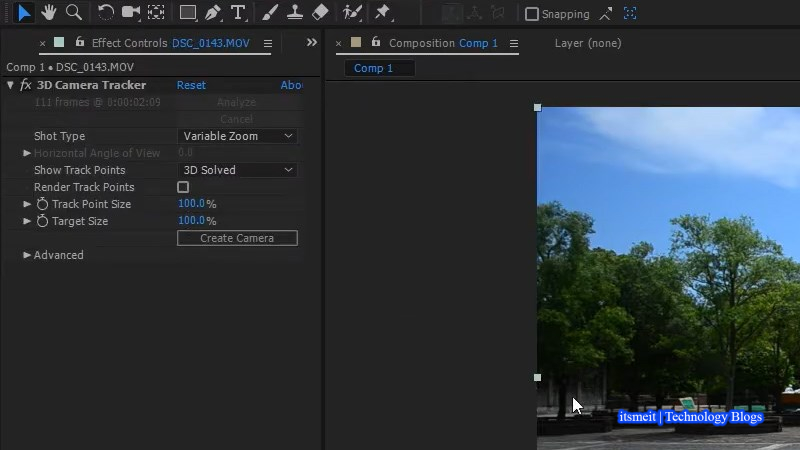 Snapping
Effect Controls DSC_0143.MOV
Composition Comp 1
Layer (none)
Comp 1 • DSC_0143.MOV
Comp 1
fx 3D Camera Tracker Reset Abou
111 frames @ 0:00:02:09 Analyze
Cancel
Shot Type Variable Zoom
Horizontal Angle of View 0.0
Show Track Points 3D Solved
Render Track Points
Track Point Size 100.0%
Target Size 100.0%
Create Camera
Advanced
itsmeit | Technology Blogs